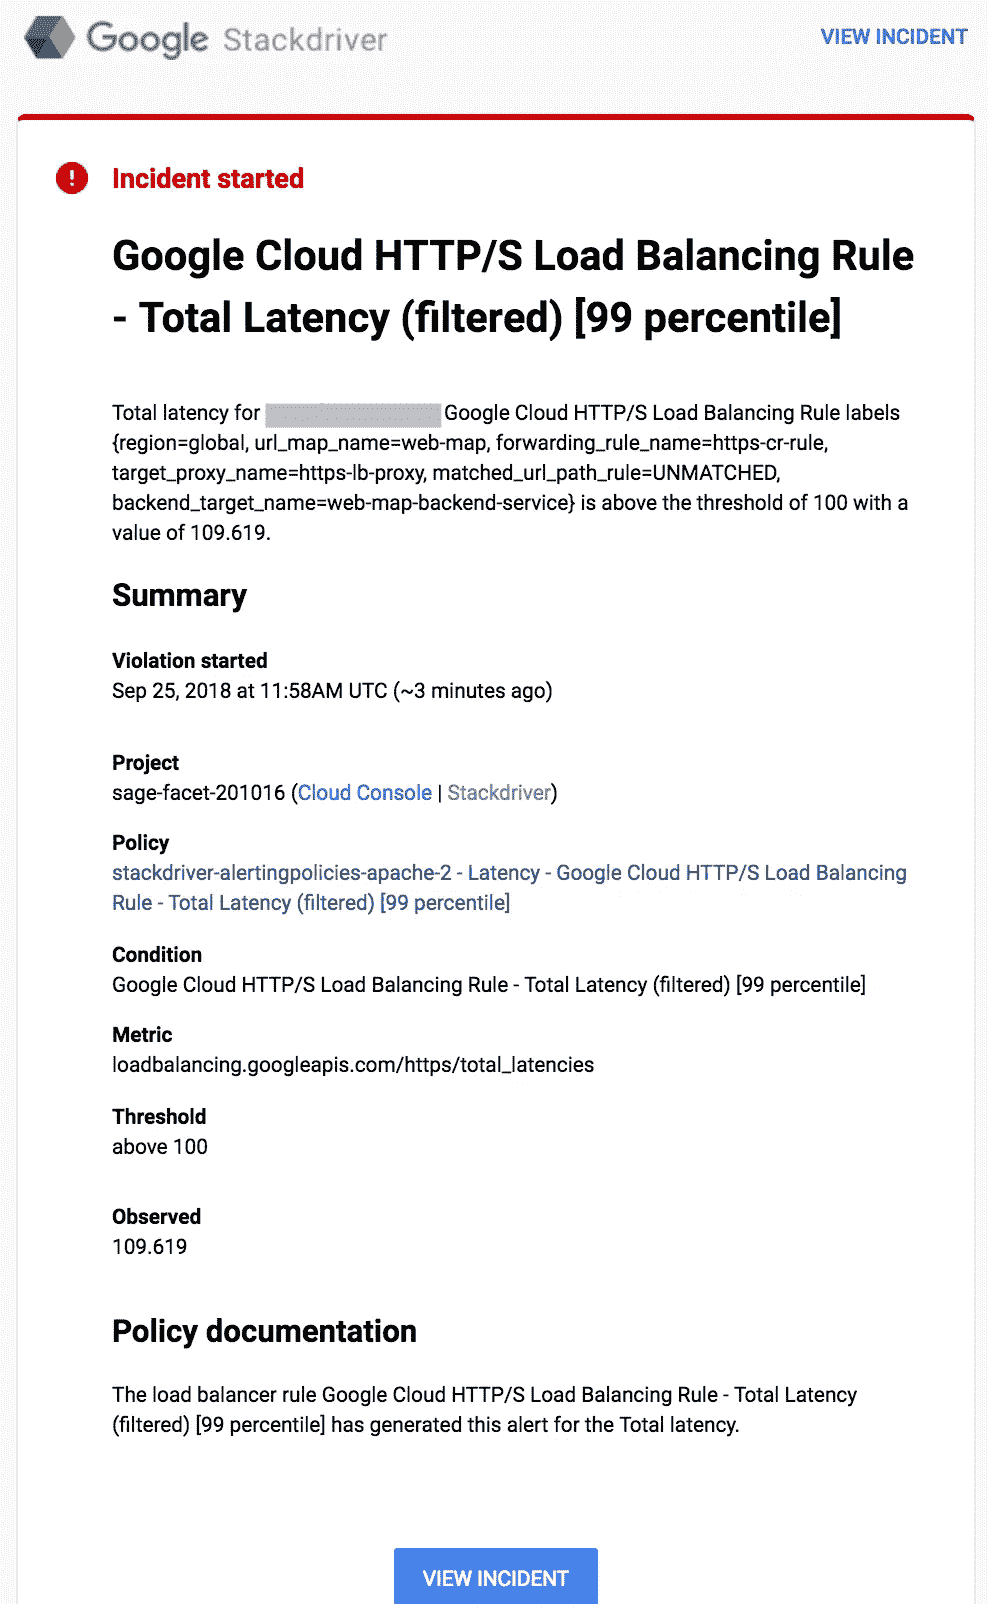 Google Stackdriver
VIEW INCIDENT
Incident started
Google Cloud HTTP/S Load Balancing Rule
- Total Latency (filtered) [99 percentile]
Total latency for Google Cloud HTTP/S Load Balancing Rule labels
{region=global, url_map_name=web-map, forwarding_rule_name=https-cr-rule,
target_proxy_name=https-lb-proxy, matched_url_path_rule=UNMATCHED,
backend_target_name=web-map-backend-service} is above the threshold of 100 with a
value of 109.619.
Summary
Violation started
Sep 25, 2018 at 11:58AM UTC (~3 minutes ago)
Project
sage-facet-201016 (Cloud Console | Stackdriver)
Policy
stackdriver-alertingpolicies-apache-2 - Latency - Google Cloud HTTP/S Load Balancing
Rule - Total Latency (filtered) [99 percentile]
Condition
Google Cloud HTTP/S Load Balancing Rule - Total Latency (filtered) [99 percentile]
Metric
loadbalancing.googleapis.com/https/total_latencies
Threshold
above 100
Observed
109.619
Policy documentation
The load balancer rule Google Cloud HTTP/S Load Balancing Rule - Total Latency
(filtered) [99 percentile] has generated this alert for the Total latency.
VIEW INCIDENT